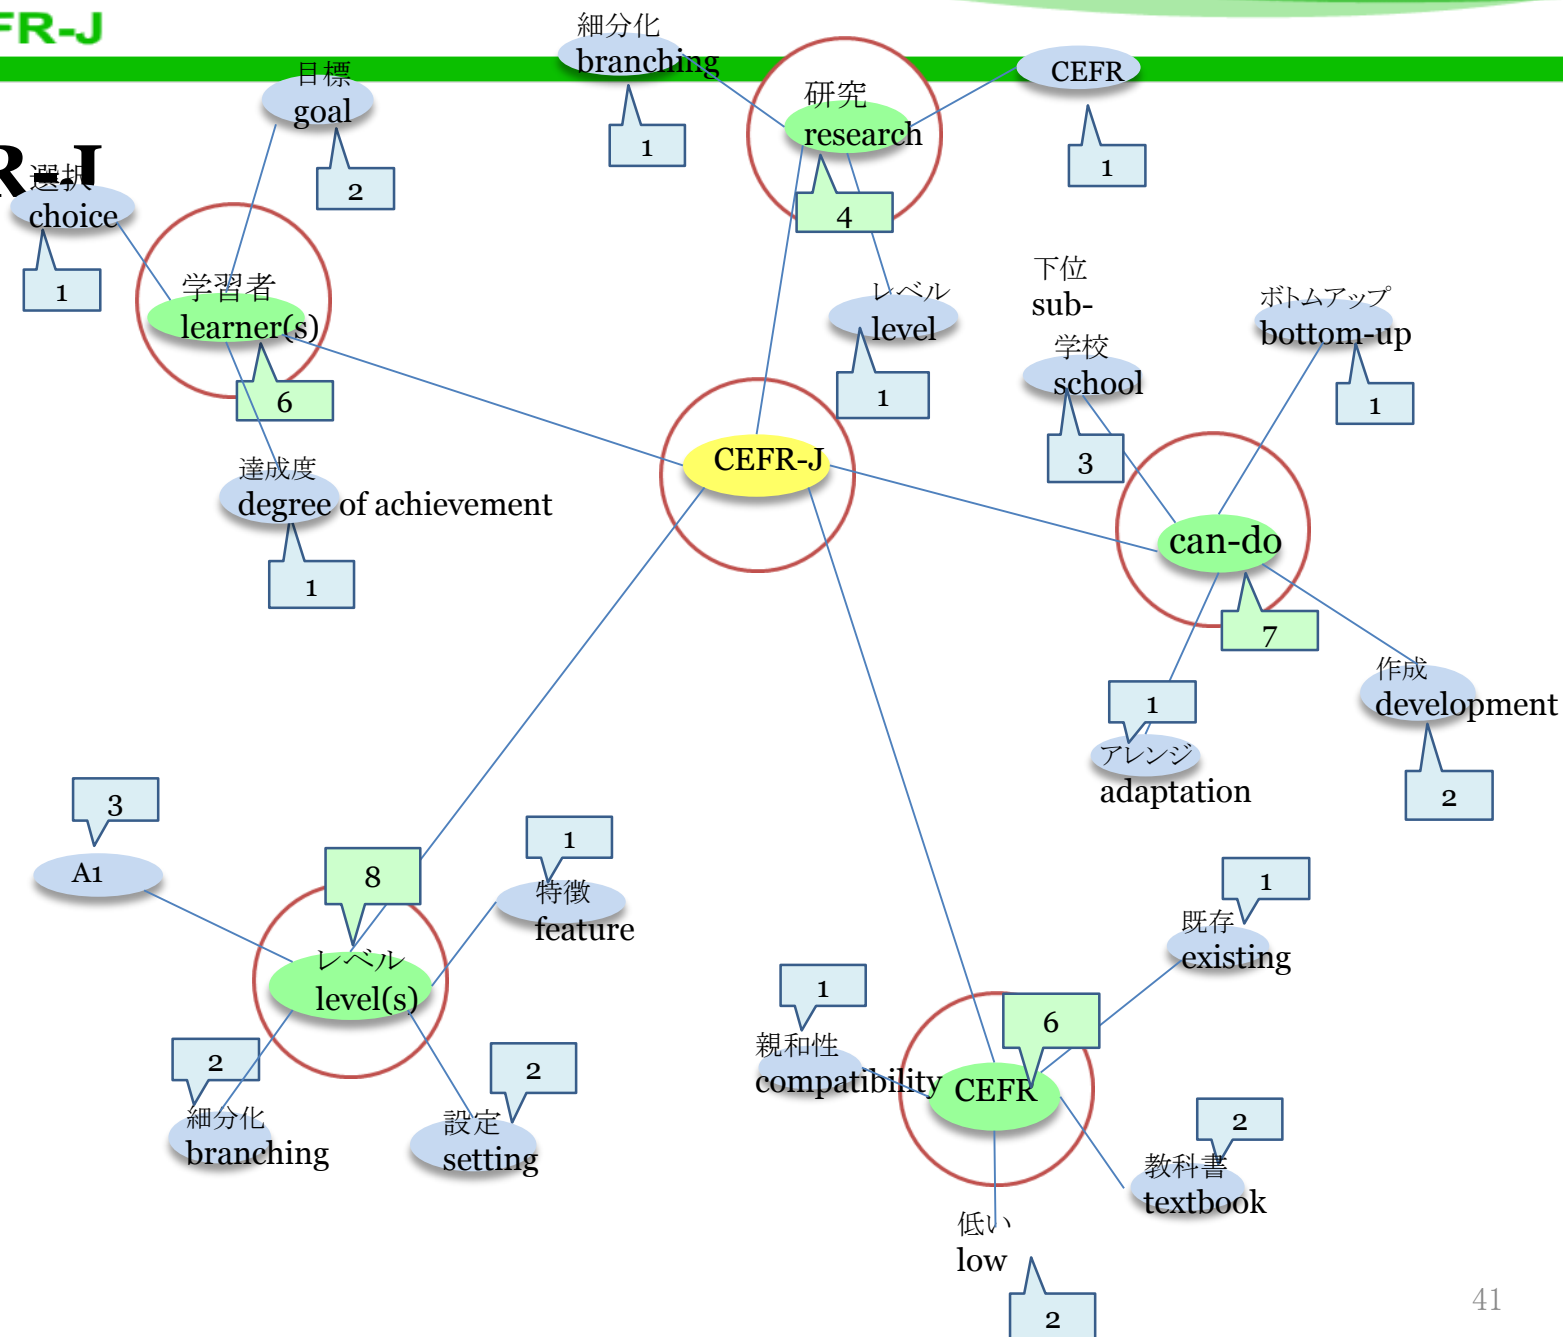 FR-J
R-J
細分化
branching
1
研究
research
4
CEFR
1
レベル
level
1
目標
goal
2
選択
choice
1
学習者
learner(s)
6
達成度
degree of achievement
1
CEFR-J
下位
sub-
学校
school
3
ボトムアップ
bottom-up
1
can-do
7
アレンジ
adaptation
1
作成
development
2
3
A1
8
レベル
level(s)
1
特徴
feature
2
細分化
branching
2
設定
setting
1
既存
existing
1
親和性
compatibility
6
CEFR
2
教科書
textbook
低い
low
2
41